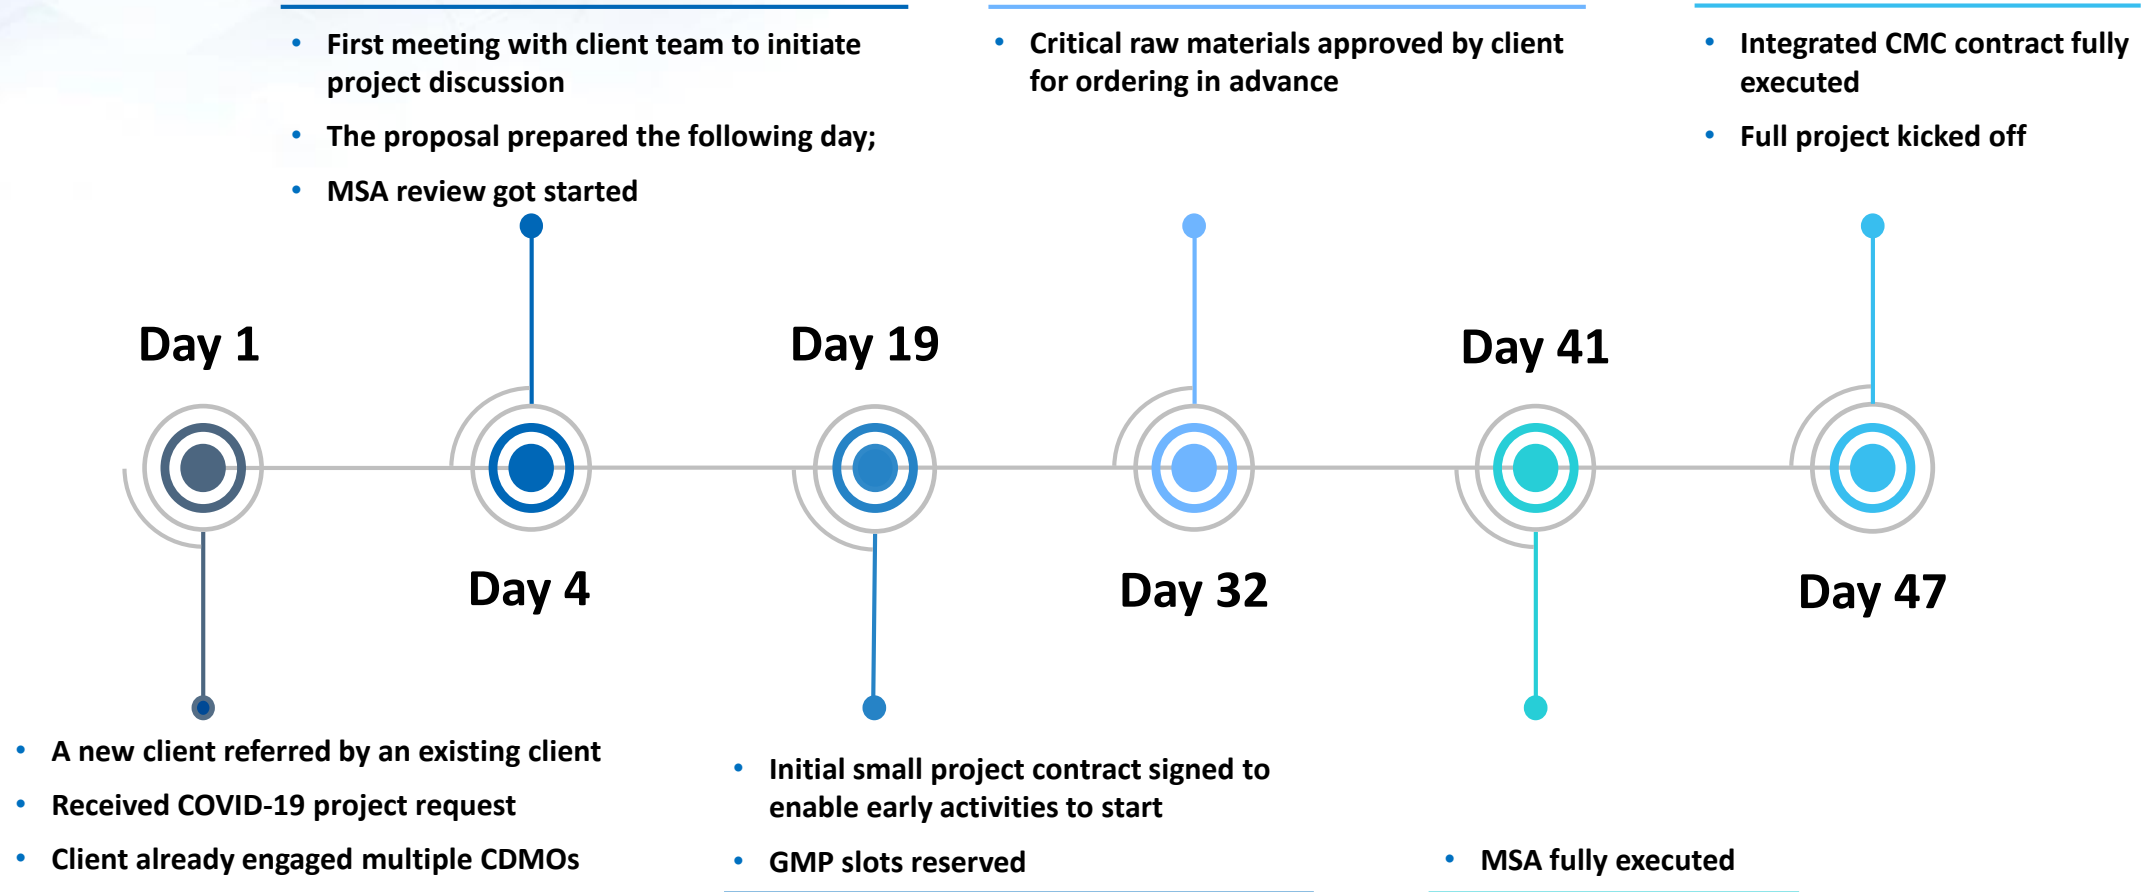 • First meeting with client team to initiate
project discussion
• The proposal prepared the following day;
• MSA review got started
• Critical raw materials approved by client
for ordering in advance
• Integrated CMC contract fully
executed
• Full project kicked off
Day 1
Day 19
Day 41
Day 4
Day 32
Day 47
• A new client referred by an existing client
• Received COVID-19 project request
• Client already engaged multiple CDMOs
• Initial small project contract signed to
enable early activities to start
• GMP slots reserved
• MSA fully executed